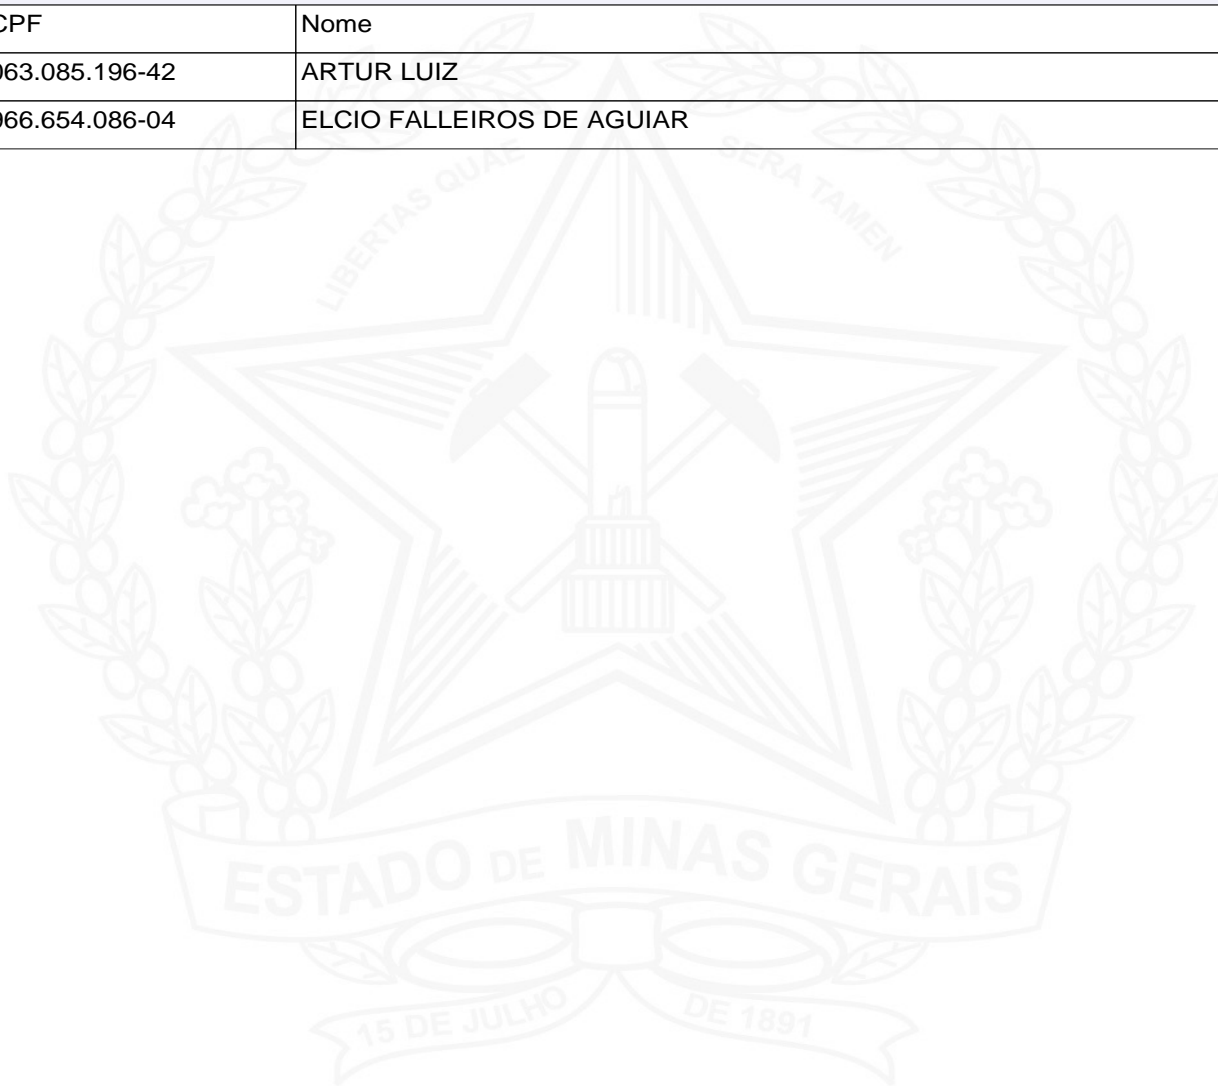 CPF Nome
063.085.196-42 ARTUR LUIZ
966.654.086-04 ELCIO FALLEIROS DE AGUIAR
LIBERTAS QUAE SERA TAMEN
ESTADO DE MINAS GERAIS
15 DE JULHO DE 1891